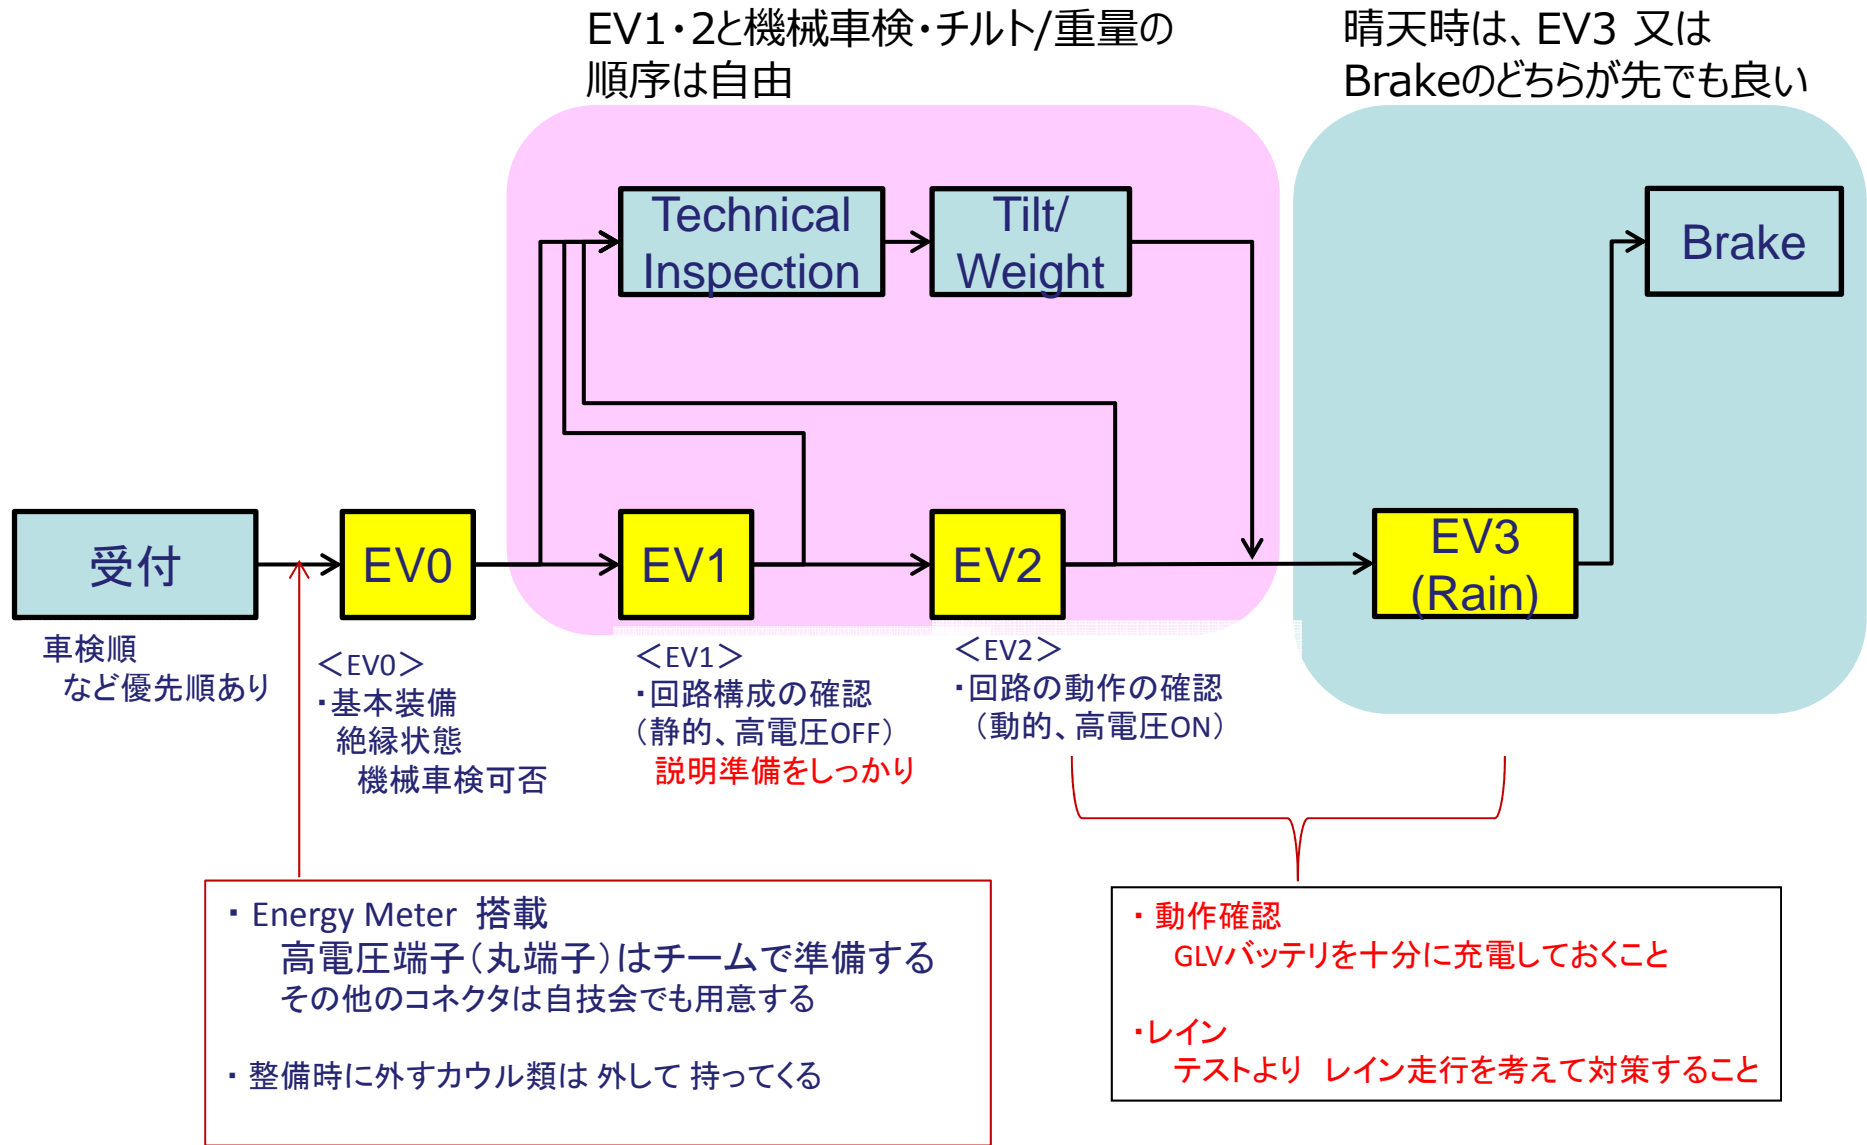 EV1・2と機械車検・チルト/重量の
順序は自由
晴天時は、EV3 又は
Brakeのどちらが先でも良い
Technical
Inspection
Tilt/
Weight
Brake
受付
EV0
EV1
EV2
EV3
(Rain)
車検順
など優先順あり
＜EV0＞
・基本装備
絶縁状態
機械車検可否
＜EV1＞
・回路構成の確認
（静的、高電圧OFF）
説明準備をしっかり
＜EV2＞
・回路の動作の確認
（動的、高電圧ON）
・Energy Meter 搭載
高電圧端子（丸端子）はチームで準備する
その他のコネクタは自技会でも用意する
・整備時に外すカウル類は 外して 持ってくる
・動作確認
GLVバッテリを十分に充電しておくこと
・レイン
テストより　レイン走行を考えて対策すること